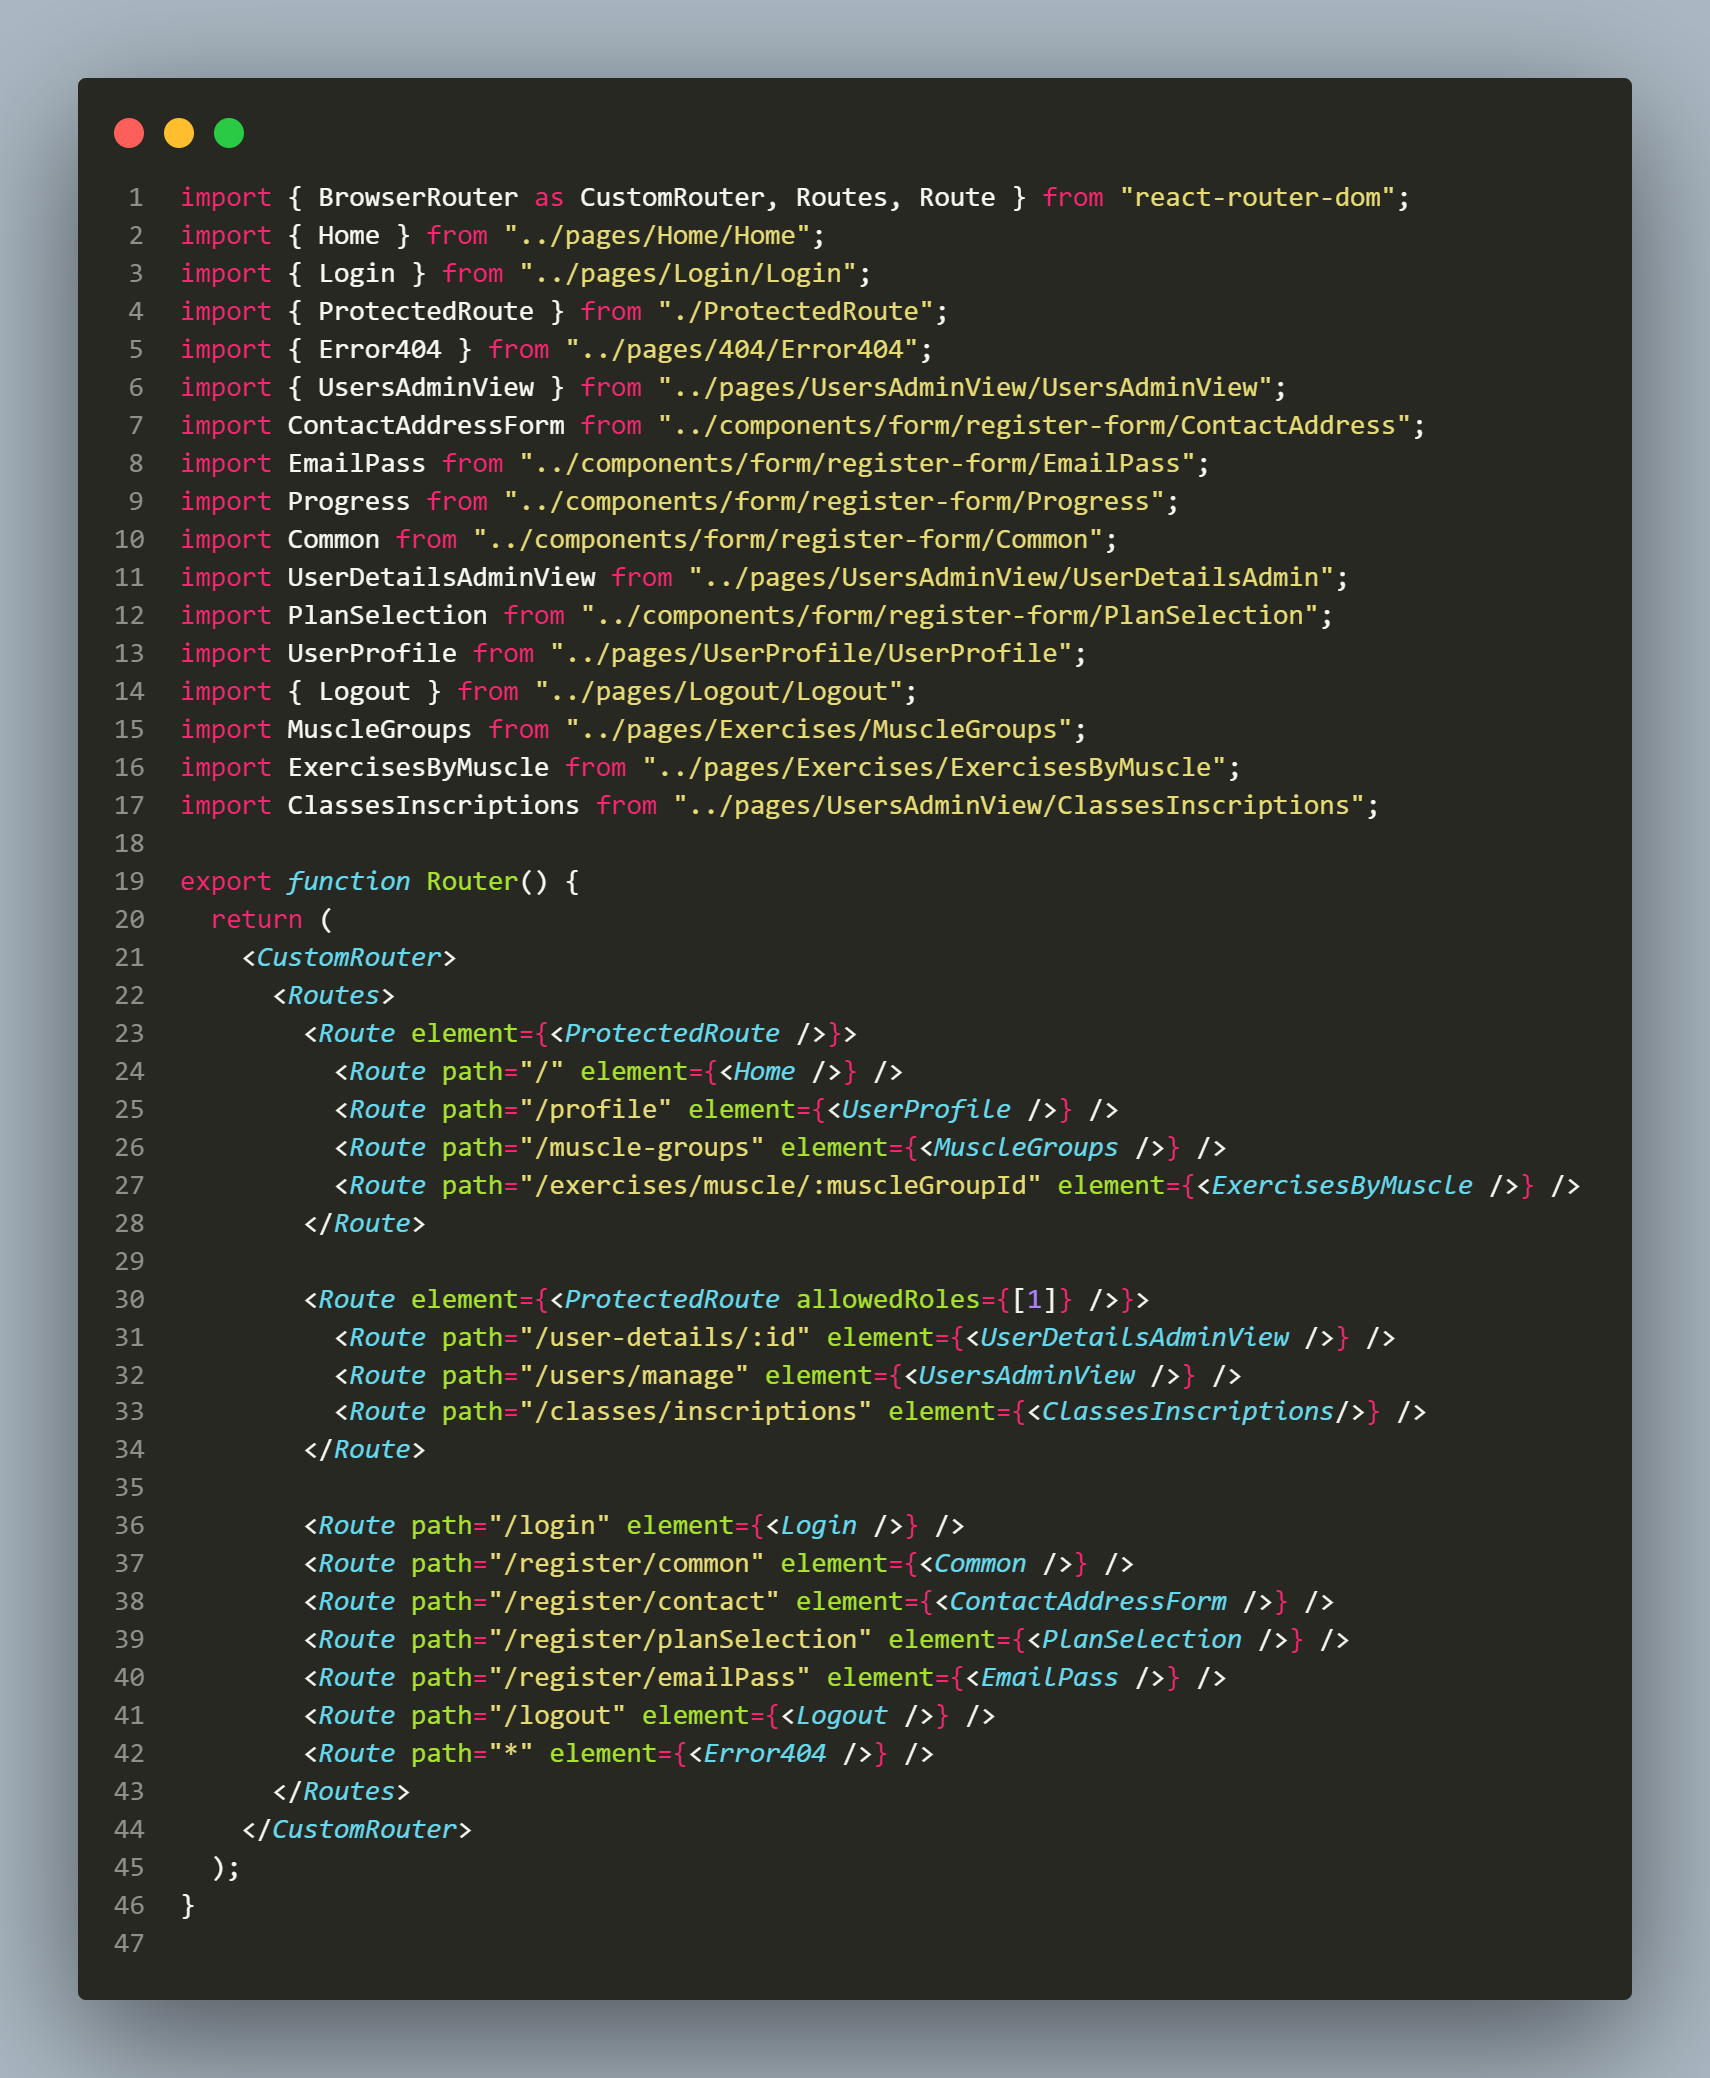 1 import { BrowserRouter as CustomRouter, Routes, Route } from "react-router-dom";
2 import { Home } from "../pages/Home/Home";
3 import { Login } from "../pages/Login/Login";
4 import { ProtectedRoute } from "./ProtectedRoute";
5 import { Error404 } from "../pages/404/Error404";
6 import { UsersAdminView } from "../pages/UsersAdminView/UsersAdminView";
7 import ContactAddressForm from "../components/form/register-form/ContactAddress";
8 import EmailPass from "../components/form/register-form/EmailPass";
9 import Progress from "../components/form/register-form/Progress";
10 import Common from "../components/form/register-form/Common";
11 import UserDetailsAdminView from "../pages/UsersAdminView/UserDetailsAdmin";
12 import PlanSelection from "../components/form/register-form/PlanSelection";
13 import UserProfile from "../pages/UserProfile/UserProfile";
14 import { Logout } from "../pages/Logout/Logout";
15 import MuscleGroups from "../pages/Exercises/MuscleGroups";
16 import ExercisesByMuscle from "../pages/Exercises/ExercisesByMuscle";
17 import ClassesInscriptions from "../pages/UsersAdminView/ClassesInscriptions";
18
19 export function Router() {
20   return (
21     <CustomRouter>
22       <Routes>
23         <Route element={<ProtectedRoute />}>
24           <Route path="/" element={<Home />} />
25           <Route path="/profile" element={<UserProfile />} />
26           <Route path="/muscle-groups" element={<MuscleGroups />} />
27           <Route path="/exercises/muscle/:muscleGroupId" element={<ExercisesByMuscle />} />
28         </Route>
29
30         <Route element={<ProtectedRoute allowedRoles={[1]} />}>
31           <Route path="/user-details/:id" element={<UserDetailsAdminView />} />
32           <Route path="/users/manage" element={<UsersAdminView />} />
33           <Route path="/classes/inscriptions" element={<ClassesInscriptions/>} />
34         </Route>
35
36         <Route path="/login" element={<Login />} />
37         <Route path="/register/common" element={<Common />} />
38         <Route path="/register/contact" element={<ContactAddressForm />} />
39         <Route path="/register/planSelection" element={<PlanSelection />} />
40         <Route path="/register/emailPass" element={<EmailPass />} />
41         <Route path="/logout" element={<Logout />} />
42         <Route path="*" element={<Error404 />} />
43       </Routes>
44     </CustomRouter>
45   );
46 }
47